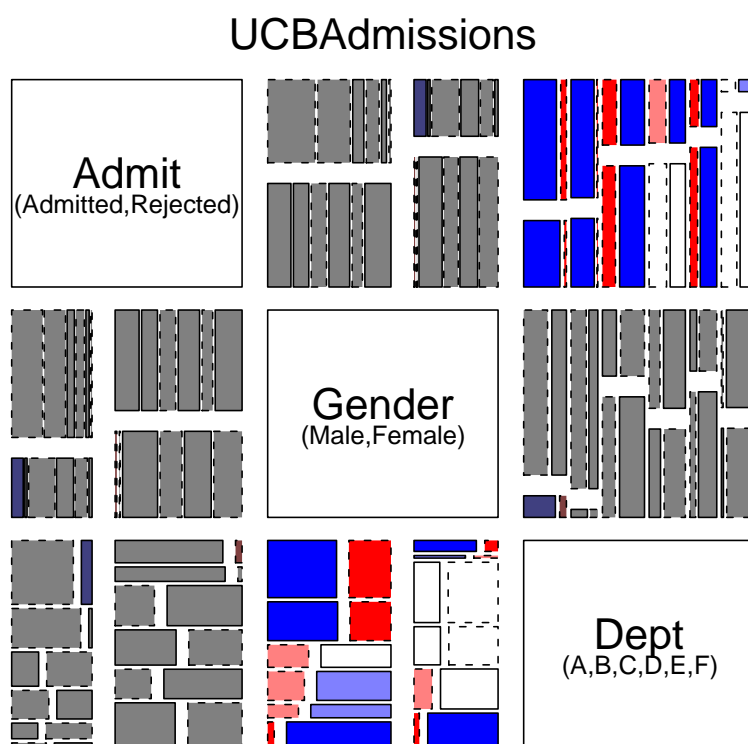 UCBAdmissions
Admit
(Admitted,Rejected)
Gender
(Male,Female)
Dept
(A,B,C,D,E,F)